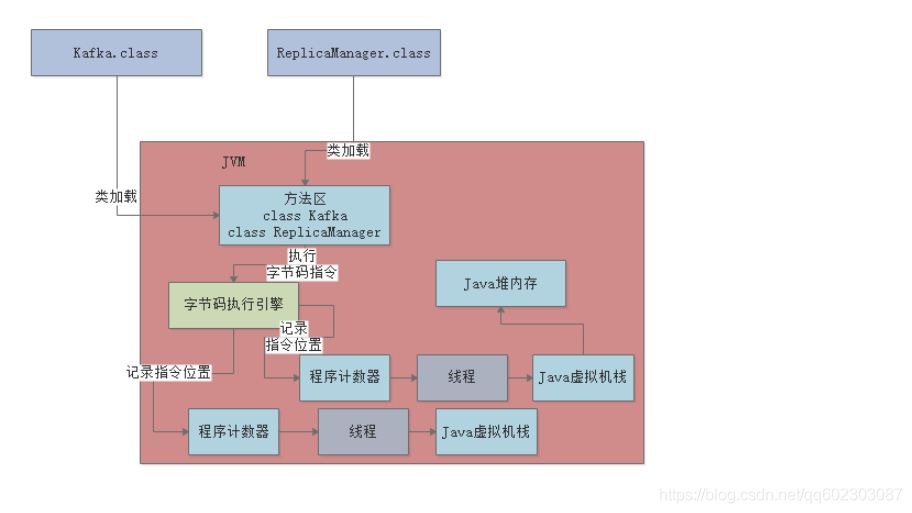 Kafka.class
ReplicaManager.class
JVM
类加载
类加载
方法区
class Kafka
class ReplicaManager
执行
字节码指令
Java堆内存
字节码执行引擎
记录
指令位置
记录指令位置
程序计数器
线程
Java虚拟机栈
程序计数器
线程
Java虚拟机栈
https://blog.csdn.net/qq602303087